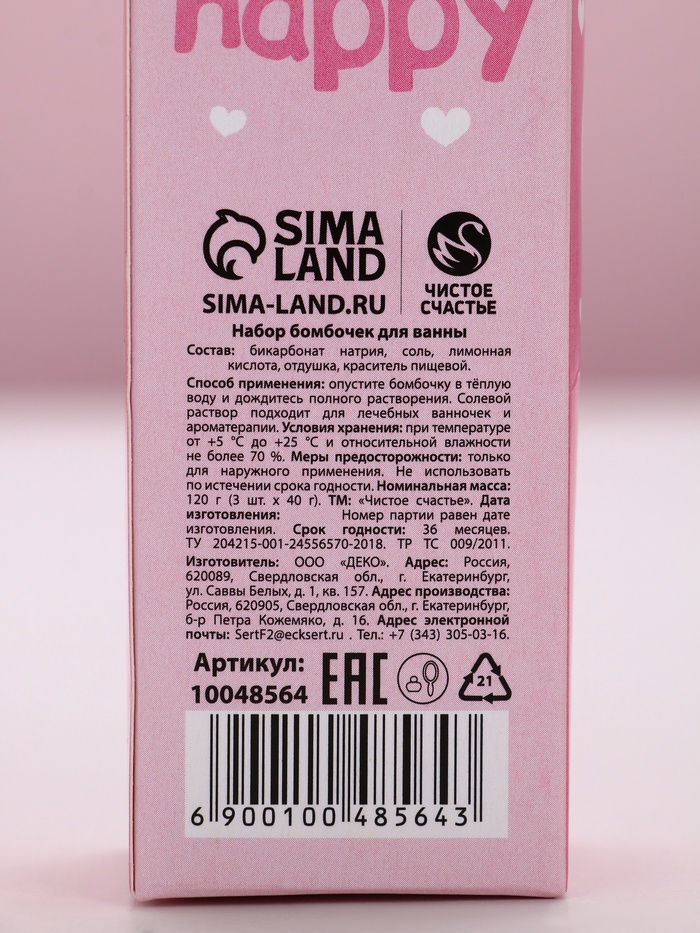 happy
SIMA
LAND
SIMA-LAND.RU
ЧИСТОЕ
СЧАСТЬЕ
Набор бомбочек для ванны
Состав: бикарбонат натрия, соль, лимонная
кислота, отдушка, краситель пищевой.
Способ применения: опустите бомбочку в тёплую
воду и дождитесь полного растворения. Солевой
раствор подходит для лечебных ванночек и
ароматерапии. Условия хранения: при температуре
от +5 °С до +25 °С и относительной влажности
не более 70 %. Меры предосторожности: только
для наружного применения. Не использовать
по истечении срока годности. Номинальная масса:
120 г (3 шт. х 40 г). ТМ: «Чистое счастье». Дата
изготовления: Номер партии равен дате
изготовления. Срок годности: 36 месяцев.
ТУ 204215-001-24556570-2018. ТР ТС 009/2011.
Изготовитель: ООО «ДЕКО». Адрес: Россия,
620089, Свердловская обл., г. Екатеринбург,
ул. Саввы Белых, д. 1, кв. 157. Адрес производства:
Россия, 620905, Свердловская обл., г. Екатеринбург,
б-р Петра Кожемяко, д. 16. Адрес электронной
почты: SertF2@ecksert.ru . Тел.: +7 (343) 305-03-16.
Артикул:
10048564
EAC
21
6 900100 485643